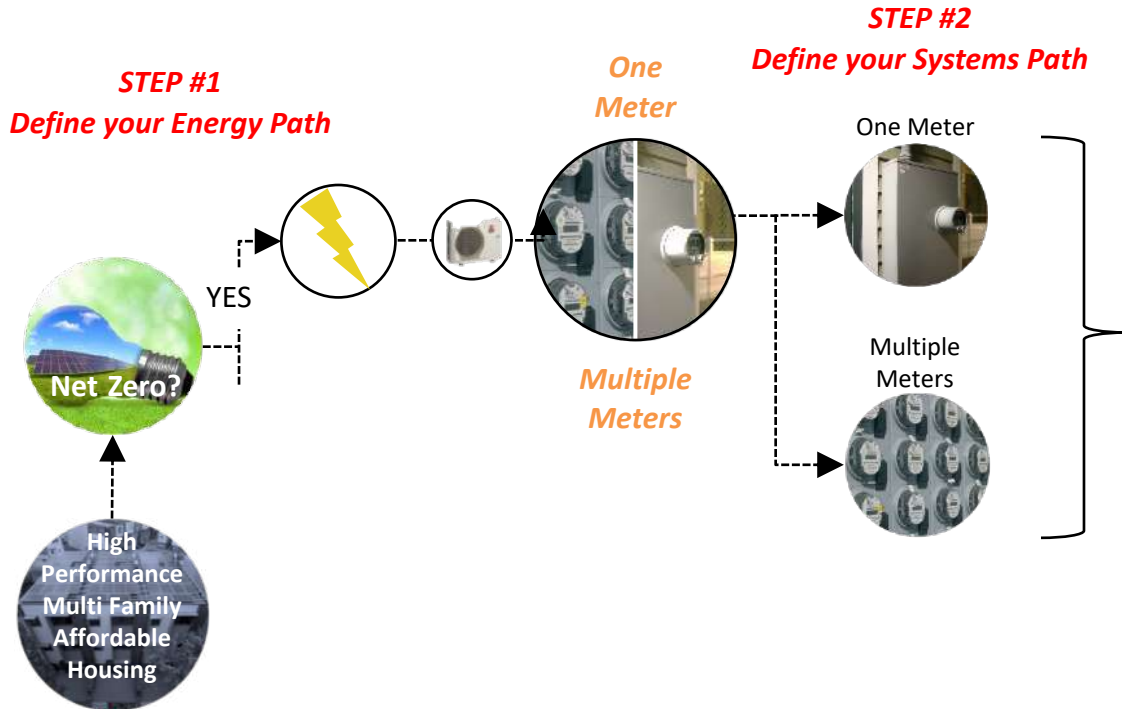 STEP #1
Define your Energy Path
STEP #2
Define your Systems Path
One
Meter
Multiple
Meters
One Meter
Multiple
Meters
YES
Net Zero?
High
Performance
Multi Family
Affordable
Housing